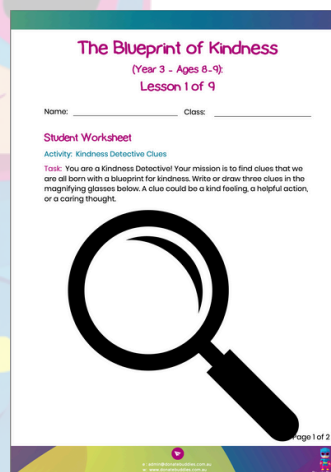 The Blueprint of Kindness
(Year 3 - Ages 8-9):
Lesson 1 of 9
Name: Class:
Student Worksheet
Activity: Kindness Detective Clues
Task: You are a Kindness Detective! Your mission is to find clues that we
are all born with a blueprint for kindness. Write or draw three clues in the
magnifying glasses below. A clue could be a kind feeling, a helpful action,
or a caring thought.
Page 1 of 2